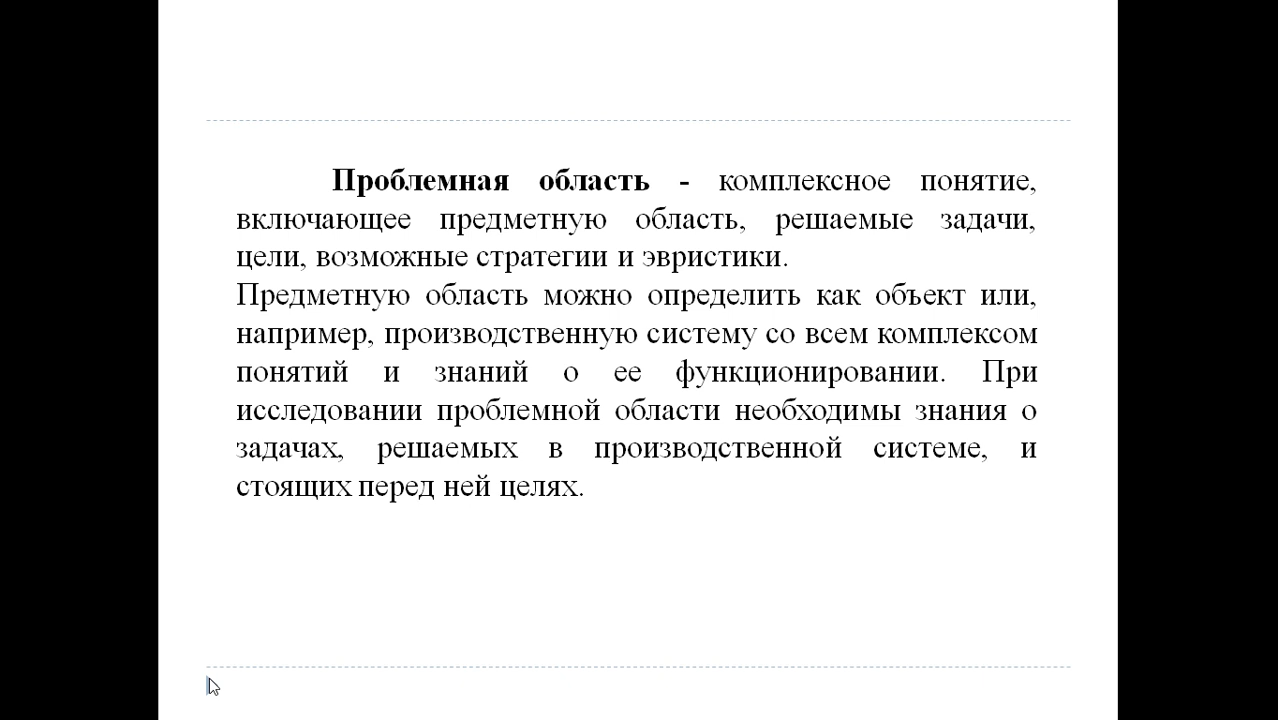 Проблемная область - комплексное понятие,
включающее предметную область, решаемые задачи,
цели, возможные стратегии и эвристики.
Предметную область можно определить как объект или,
например, производственную систему со всем комплексом
понятий и знаний о ее функционировании. При
исследовании проблемной области необходимы знания о
задачах, решаемых в производственной системе, и
стоящих перед ней целях.